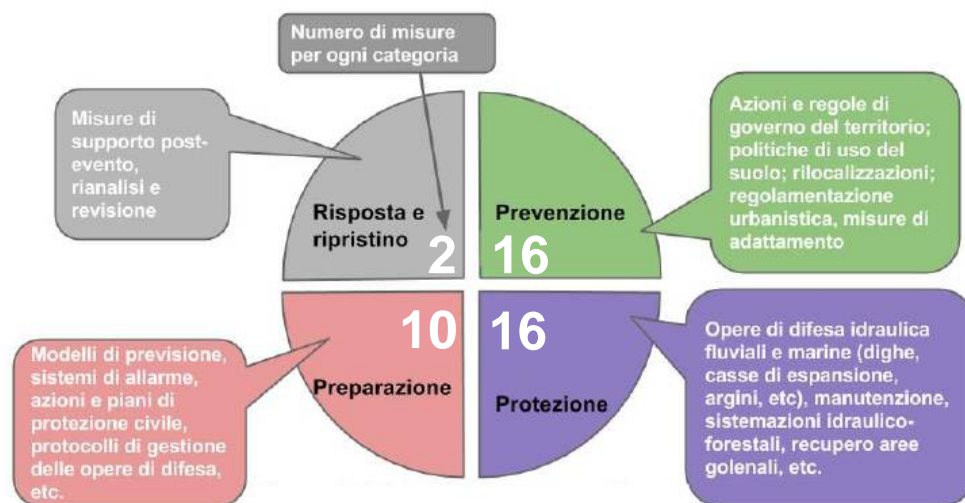 Numero di misure
per ogni categoria
Misure di
supporto post-
evento,
rianalisi e
revisione
Risposta e
ripristino
2
Prevenzione
16
Azioni e regole di
governo del territorio;
politiche di uso del
suolo; rilocalizzazioni;
regolamentazione
urbanistica, misure di
adattamento
Modelli di previsione,
sistemi di allarme,
azioni e piani di
protezione civile,
protocolli di gestione
delle opere di difesa,
etc.
10
Preparazione
16
Protezione
Opere di difesa idraulica
fluviali e marine (dighe,
casse di espansione,
argini, etc), manutenzione,
sistemazioni idraulico-
forestali, recupero aree
golenali, etc.